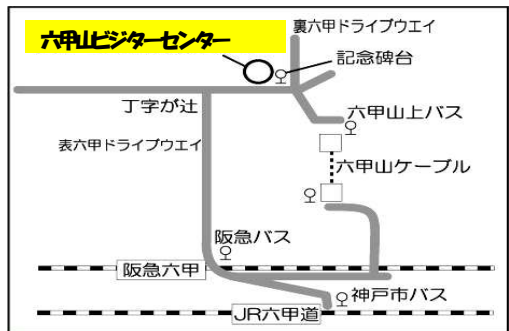 裏六甲ドライブウエイ
六甲山ビジターセンター
記念碑台
丁字が辻
六甲山上バス
表六甲ドライブウエイ
六甲山ケーブル
阪急バス
阪急六甲
神戸市バス
JR六甲道